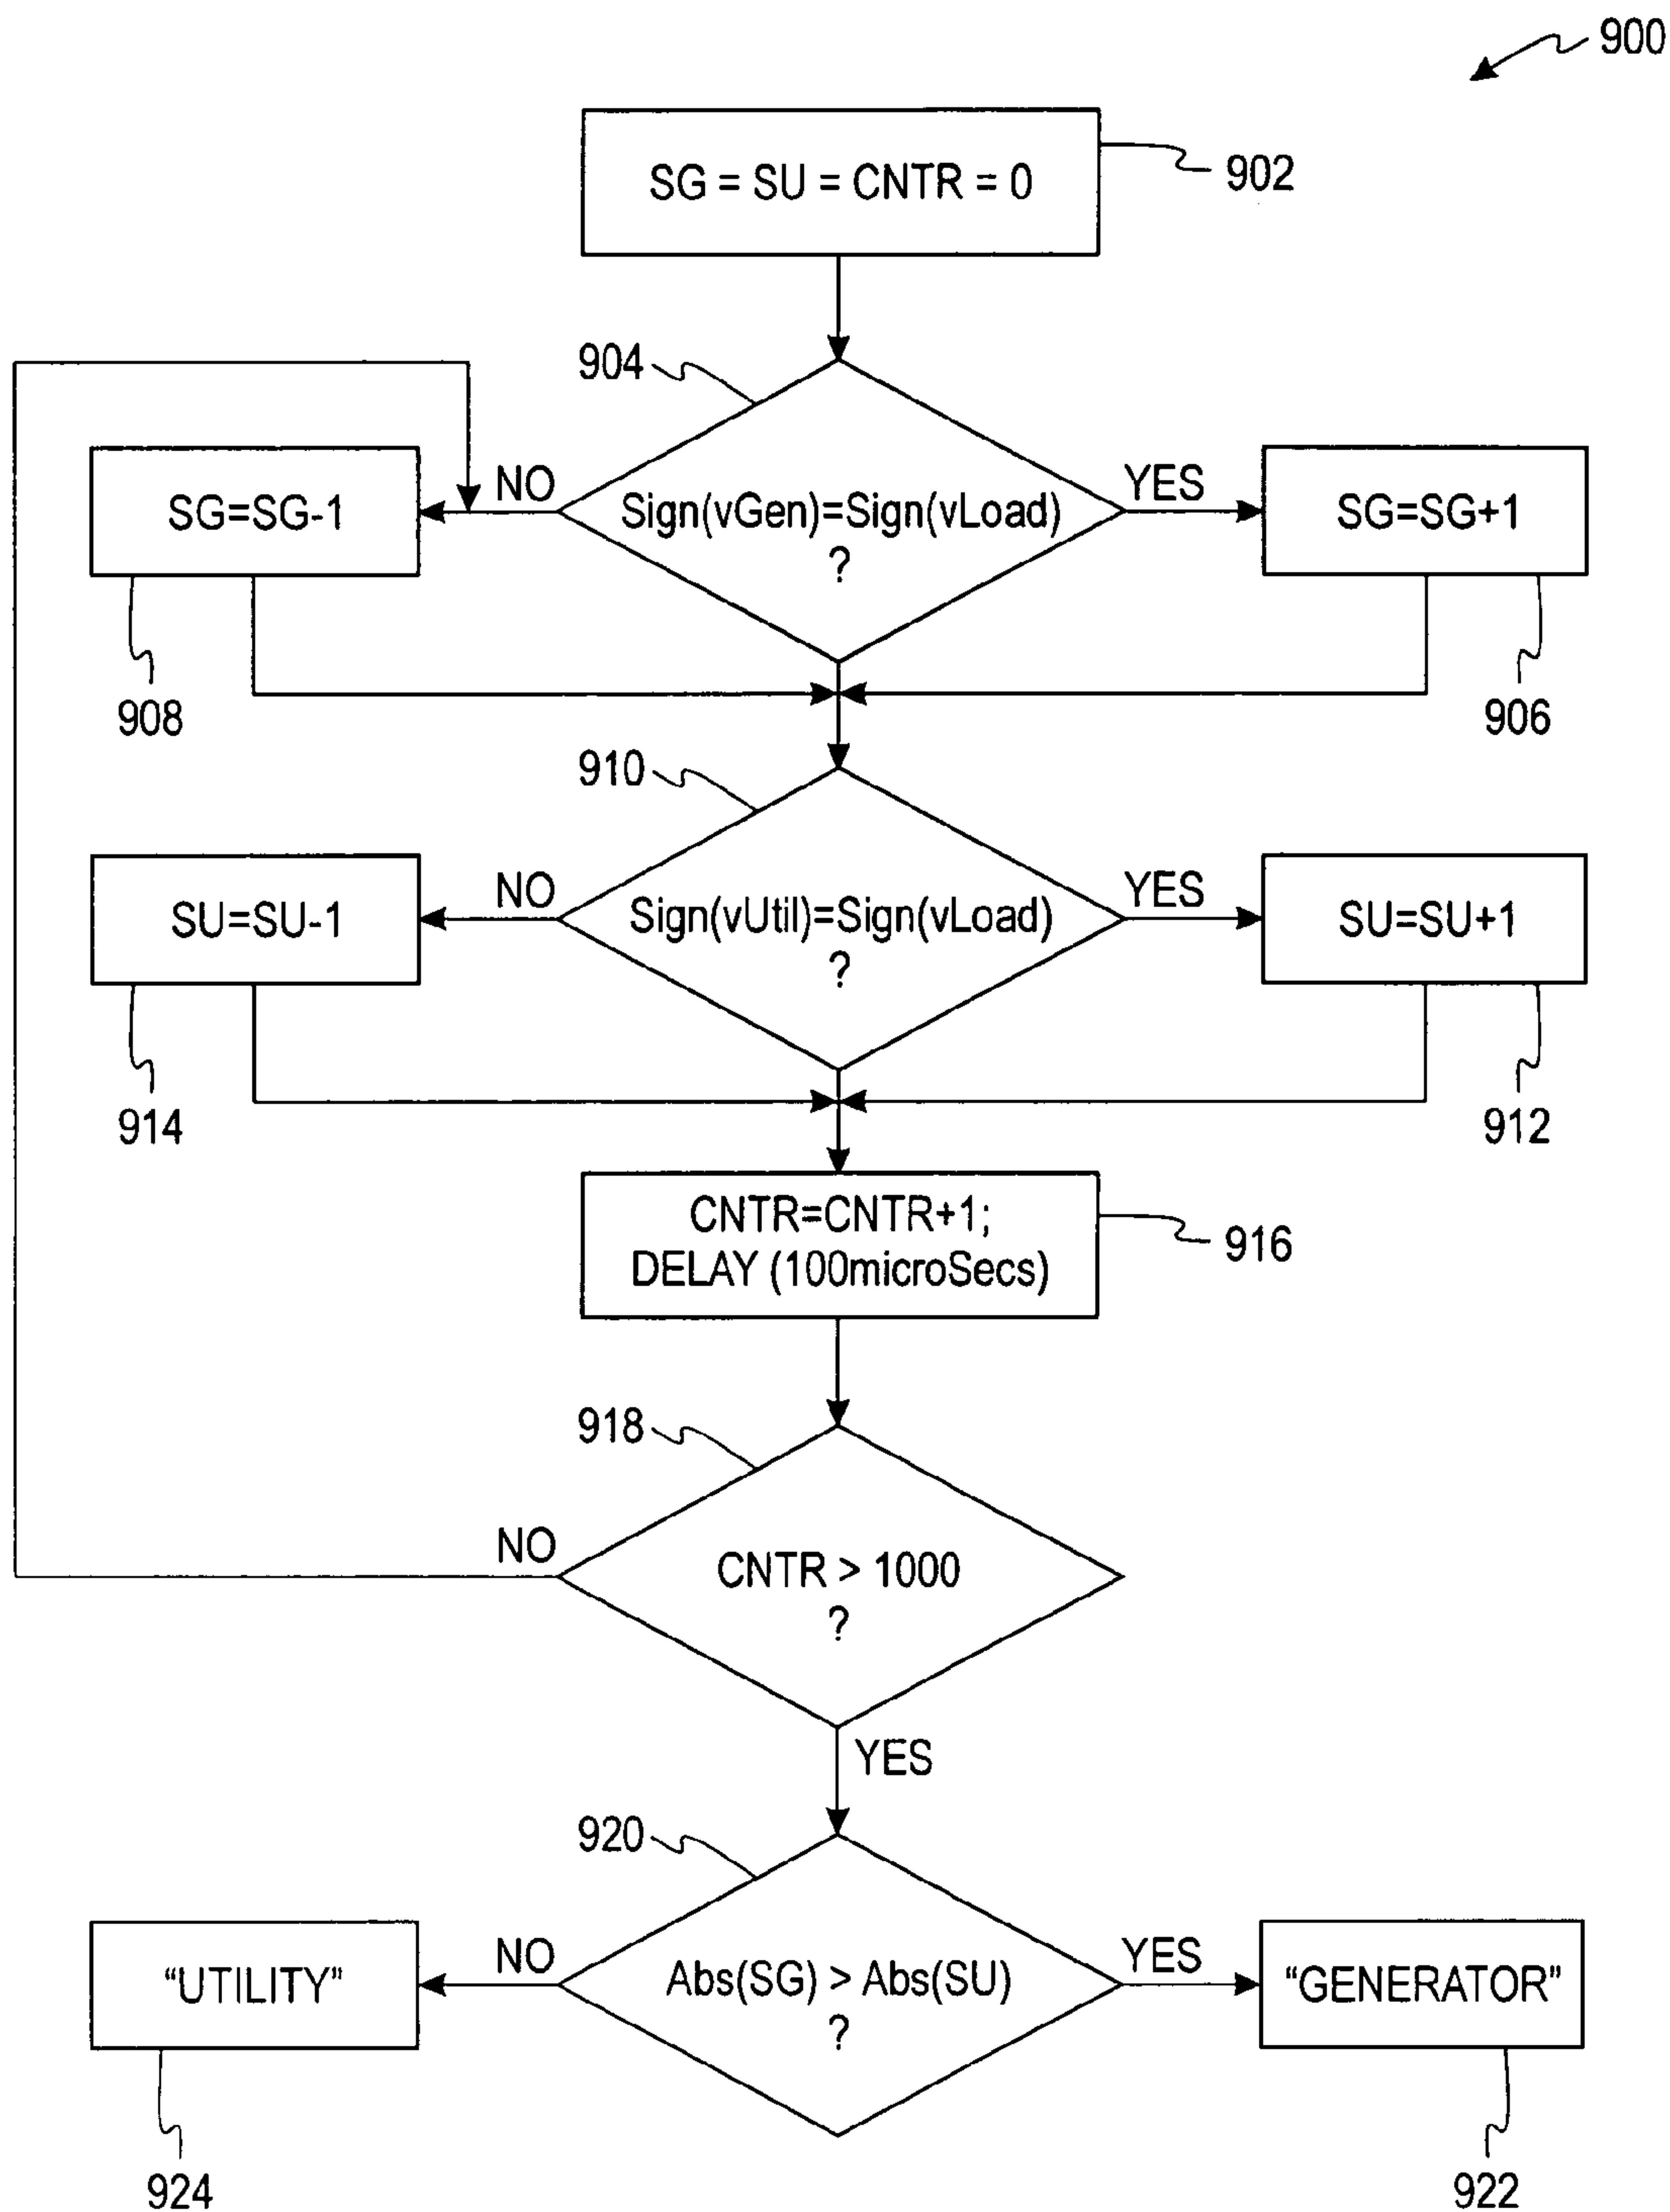 900
SG = SU = CNTR = 0
902
904
NO
YES
SG=SG-1
Sign(vGen)=Sign(vLoad)
?
SG=SG+1
908
906
910
NO
YES
SU=SU-1
Sign(vUtil)=Sign(vLoad)
?
SU=SU+1
914
912
CNTR=CNTR+1;
DELAY (100microSecs)
916
918
NO
CNTR > 1000
?
YES
920
NO
YES
"UTILITY"
Abs(SG) > Abs(SU)
?
"GENERATOR"
924
922